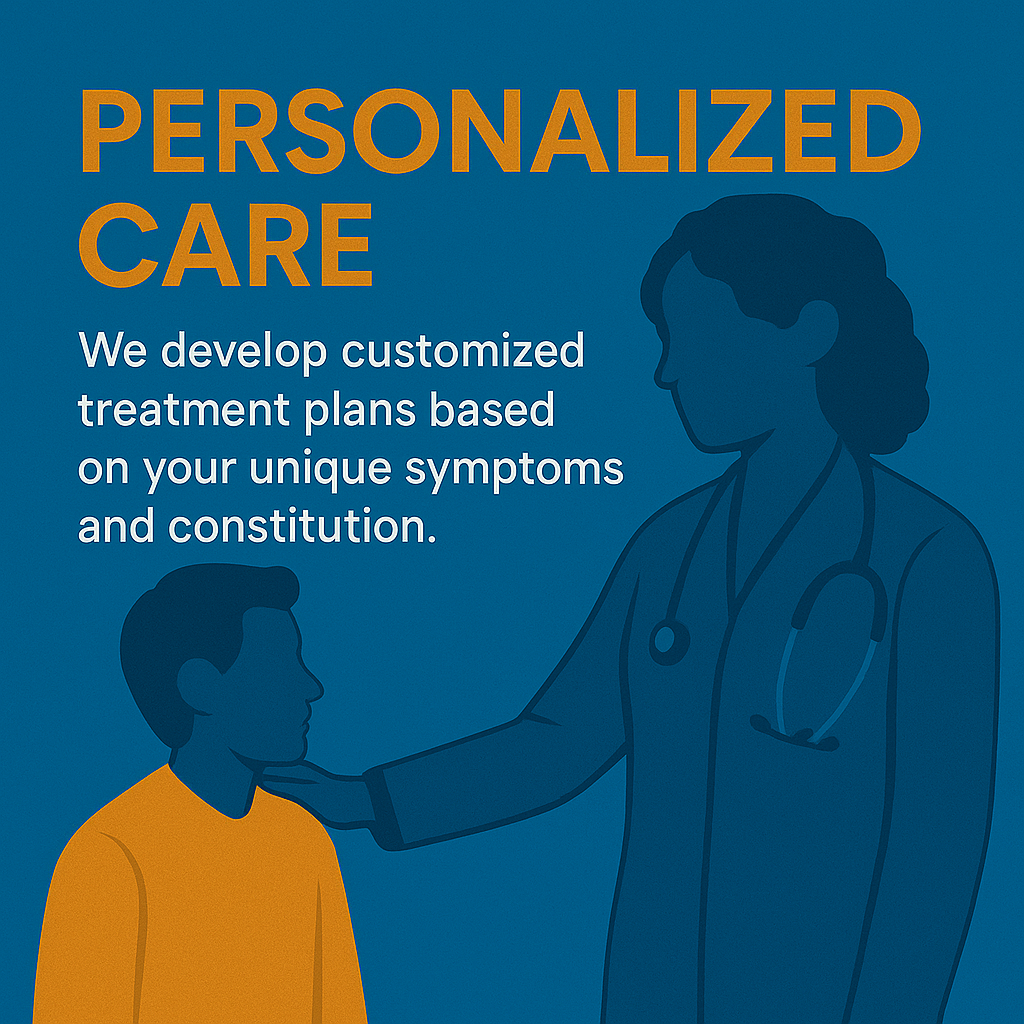 PERSONALIZED
CARE
We develop customized
treatment plans based
on your unique symptoms
and constitution.